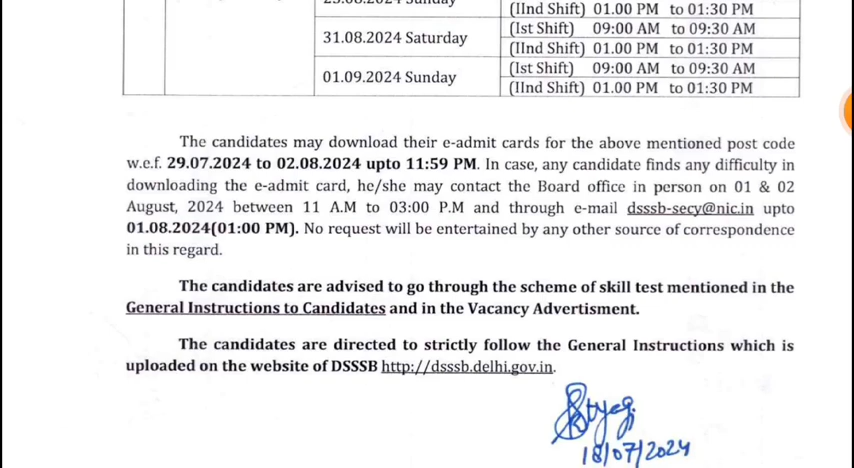 (IInd Shift) 01.00 PM to 01:30 PM
31.08.2024 Saturday
(Ist Shift) 09:00 AM to 09:30 AM
(IInd Shift) 01.00 PM to 01:30 PM
01.09.2024 Sunday
(Ist Shift) 09:00 AM to 09:30 AM
(IInd Shift) 01.00 PM to 01:30 PM
The candidates may download their e-admit cards for the above mentioned post code
w.e.f. 29.07.2024 to 02.08.2024 upto 11:59 PM. In case, any candidate finds any difficulty in
downloading the e-admit card, he/she may contact the Board office in person on 01 & 02
August, 2024 between 11 A.M to 03:00 P.M and through e-mail dsssb-secy@nic.in upto
01.08.2024(01:00 PM). No request will be entertained by any other source of correspondence
in this regard.
The candidates are advised to go through the scheme of skill test mentioned in the
General Instructions to Candidates and in the Vacancy Advertisment.
The candidates are directed to strictly follow the General Instructions which is
uploaded on the website of DSSSB http://dsssb.delhi.gov.in.
18/07/2024